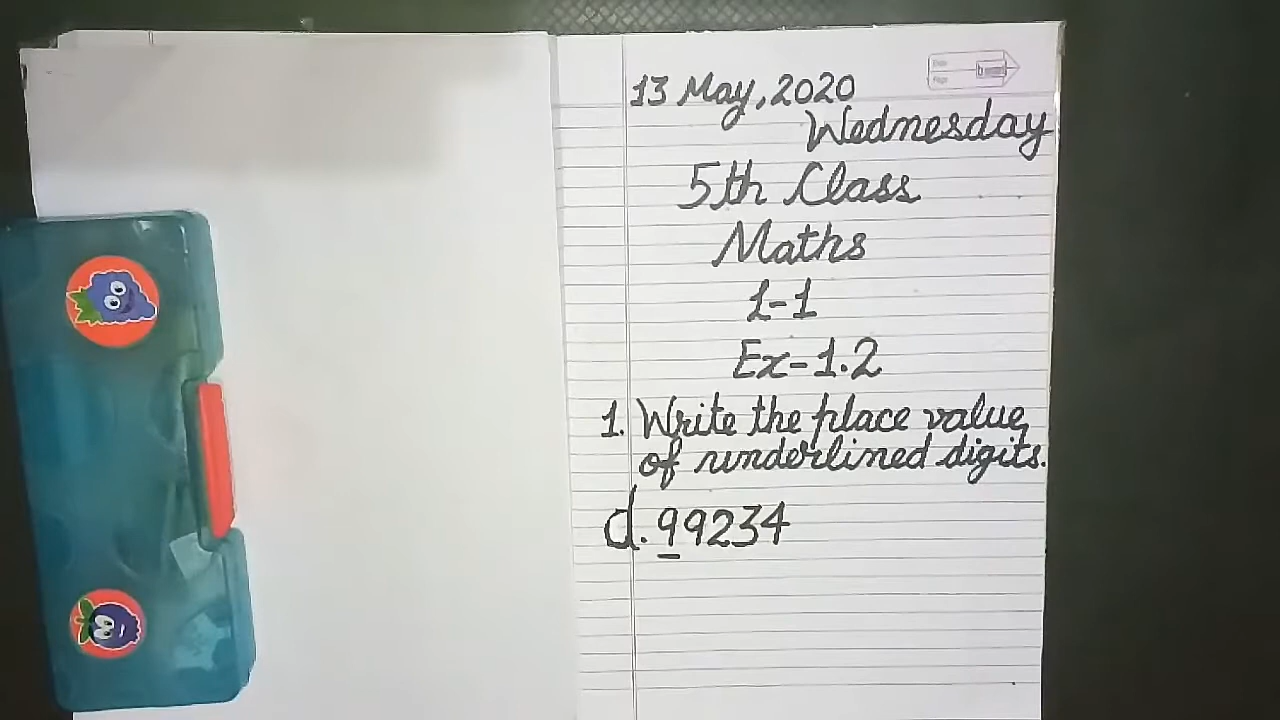 13 May, 2020
Wednesday
5th Class
Maths
1-1
Ex-1.2
1. Write the place value
of underlined digits.
d. 99234